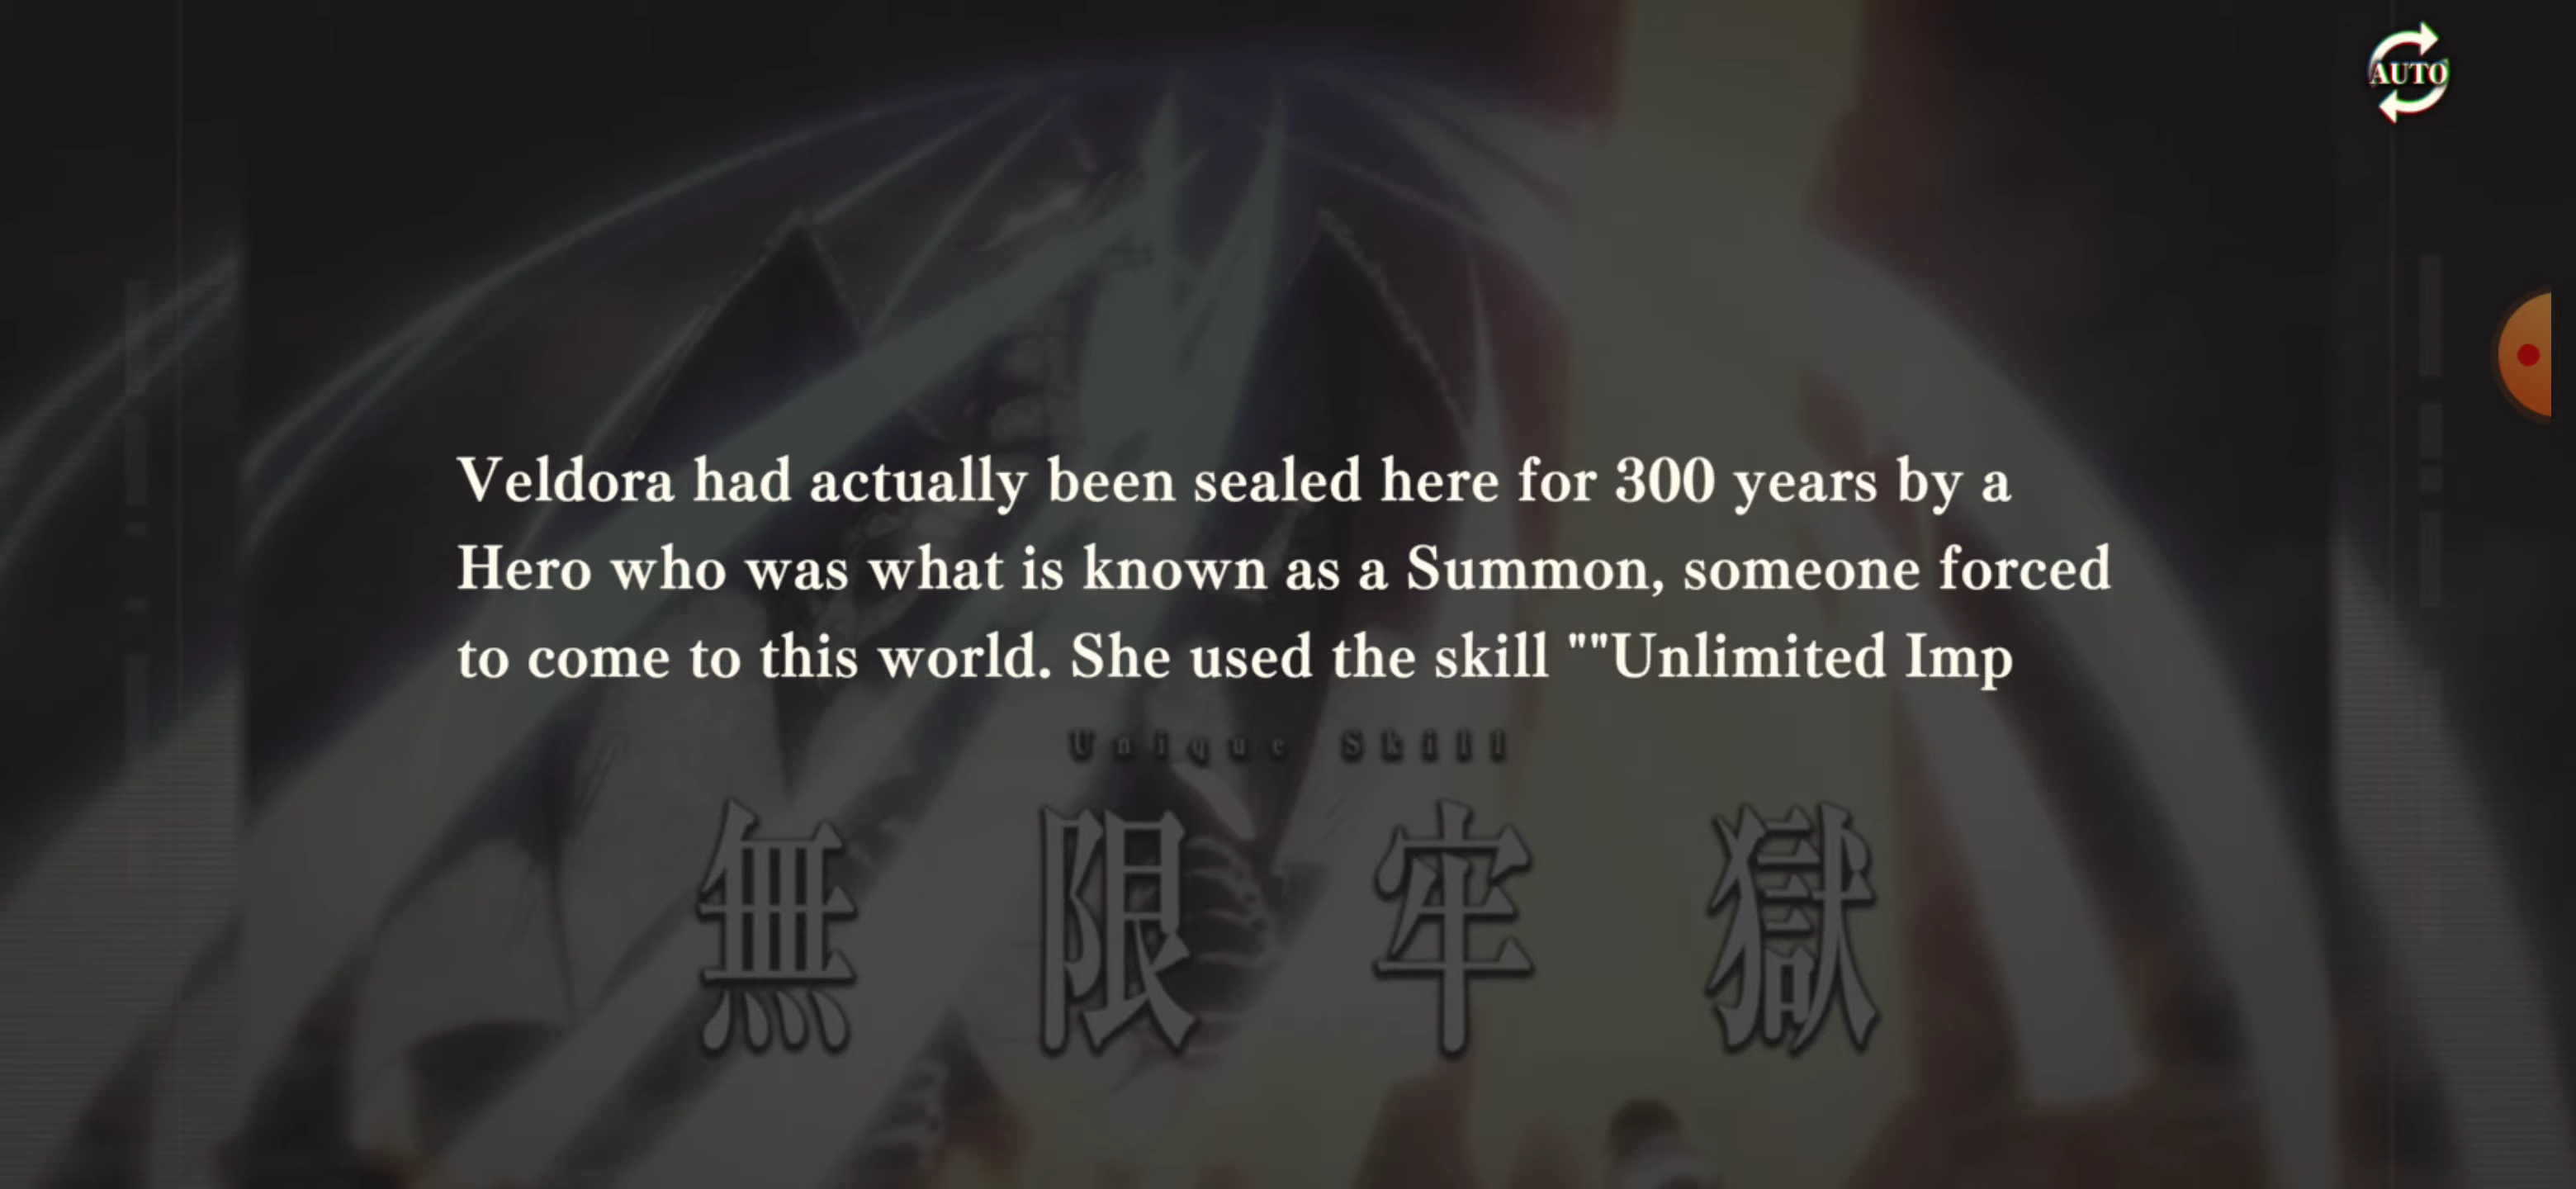 AUTO
Veldora had actually been sealed here for 300 years by a
Hero who was what is known as a Summon, someone forced
to come to this world. She used the skill ""Unlimited Imp
Unique Skill
無限牢獄